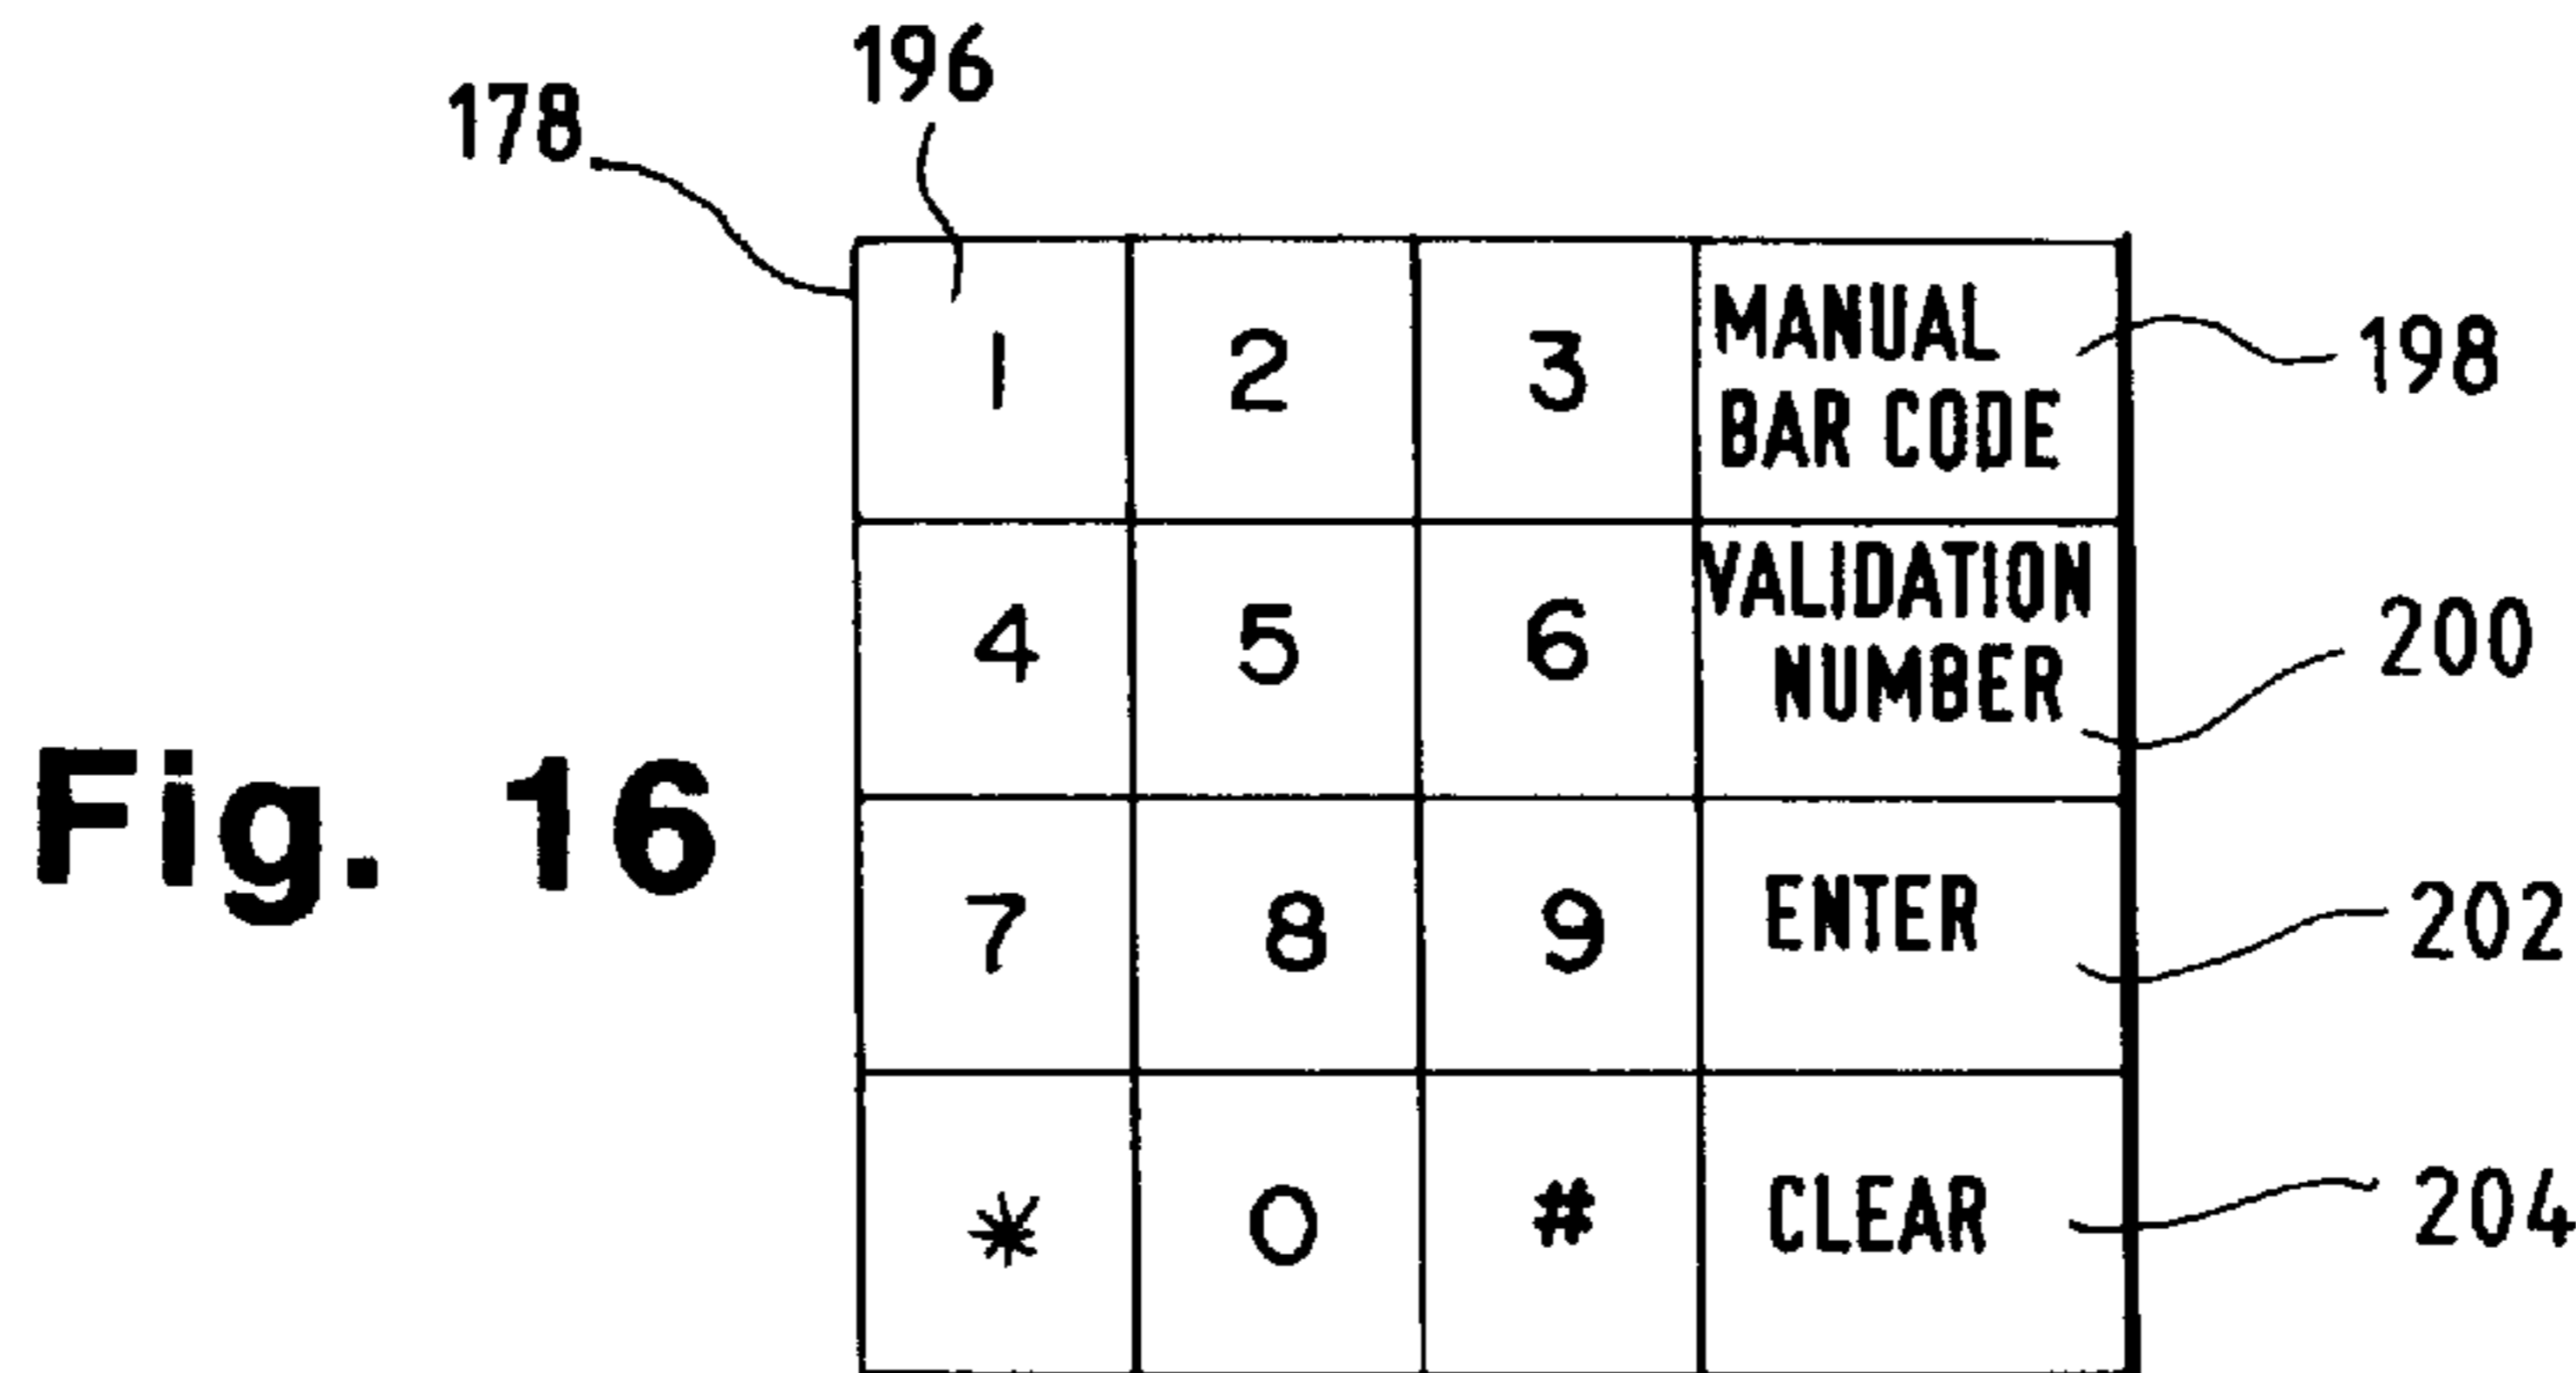 196
178
1 2 3 MANUAL
BAR CODE
198
4 5 6 VALIDATION
NUMBER
200
Fig. 16
7 8 9 ENTER
202
* 0 # CLEAR
204